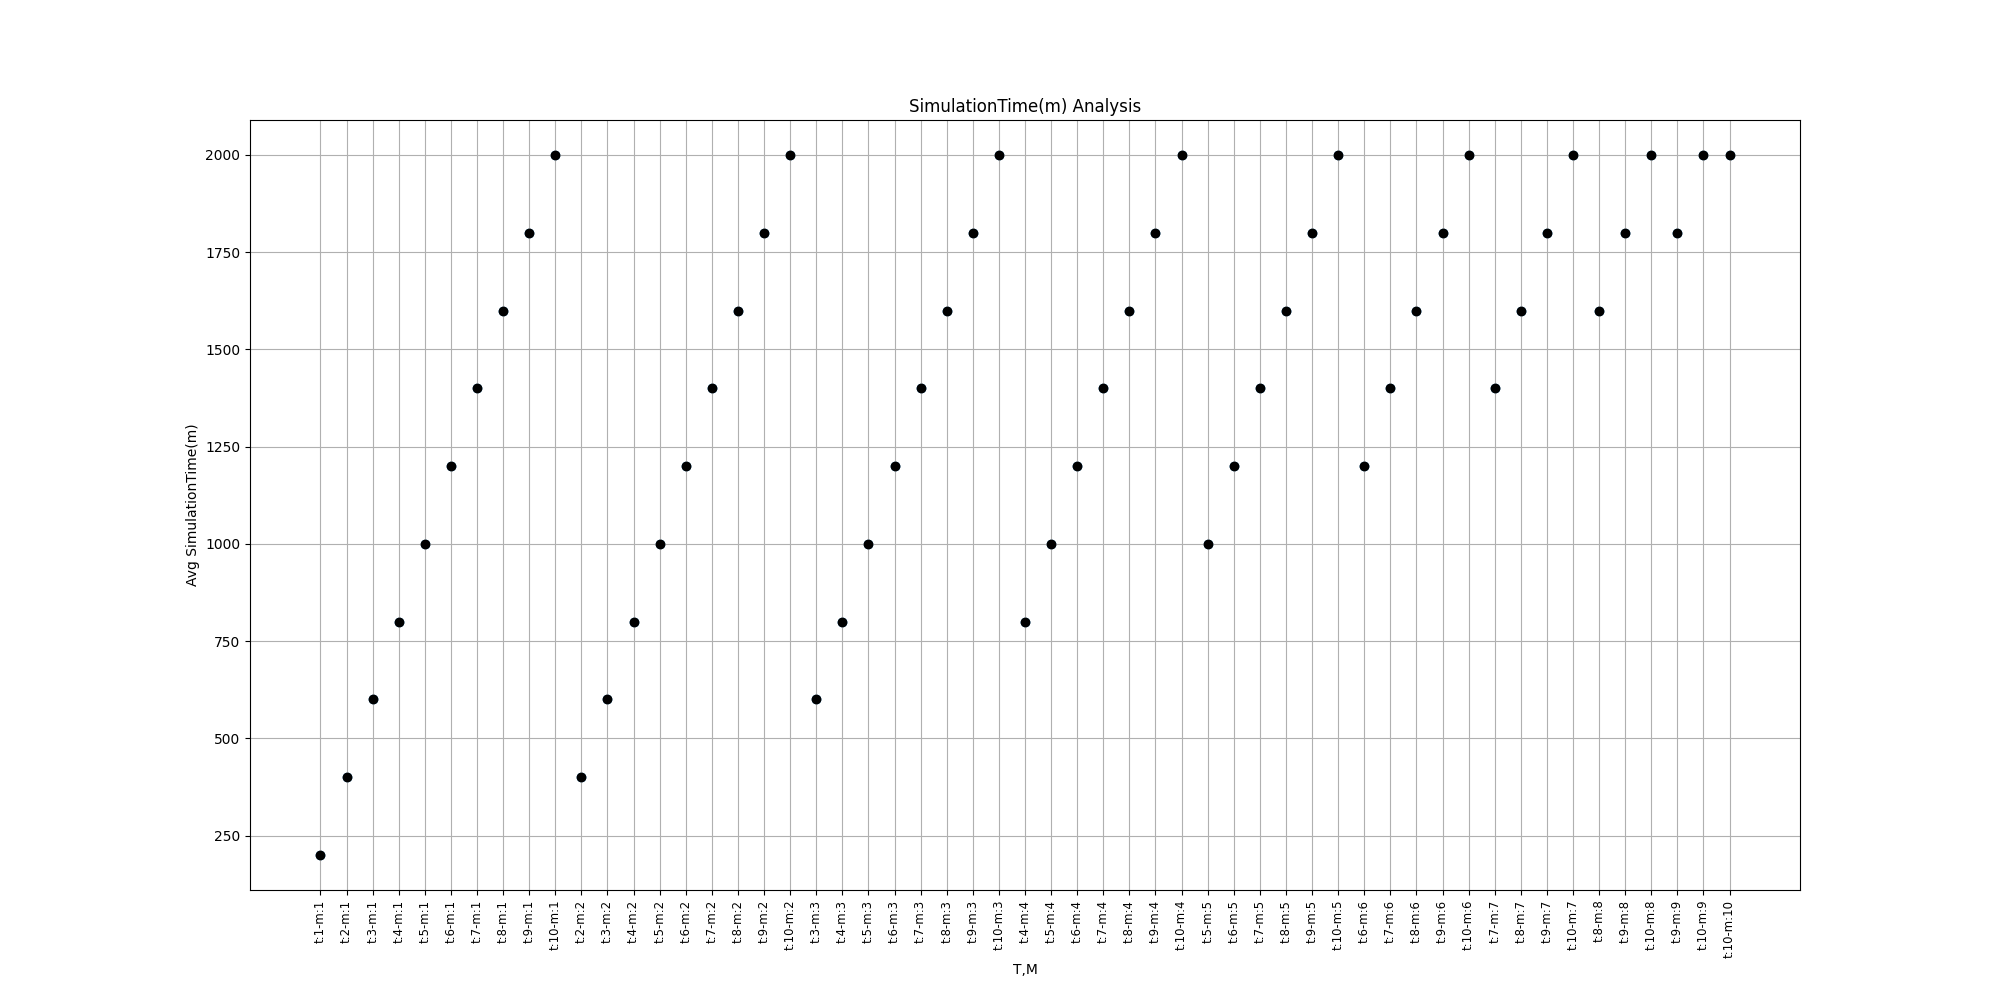 SimulationTime(m) Analysis
Avg SimulationTime(m)
2000
1750
1500
1250
1000
750
500
250
t:1-m:1
t:2-m:1
t:3-m:1
t:4-m:1
t:5-m:1
t:6-m:1
t:7-m:1
t:8-m:1
t:9-m:1
t:10-m:1
t:2-m:2
t:3-m:2
t:4-m:2
t:5-m:2
t:6-m:2
t:7-m:2
t:8-m:2
t:9-m:2
t:10-m:2
t:3-m:3
t:4-m:3
t:5-m:3
t:6-m:3
t:7-m:3
t:8-m:3
t:9-m:3
t:10-m:3
t:4-m:4
t:5-m:4
t:6-m:4
t:7-m:4
t:8-m:4
t:9-m:4
t:10-m:4
t:5-m:5
t:6-m:5
t:7-m:5
t:8-m:5
t:9-m:5
t:10-m:5
t:6-m:6
t:7-m:6
t:8-m:6
t:9-m:6
t:10-m:6
t:7-m:7
t:8-m:7
t:9-m:7
t:10-m:7
t:8-m:8
t:9-m:8
t:10-m:8
t:9-m:9
t:10-m:9
t:10-m:10
T,M